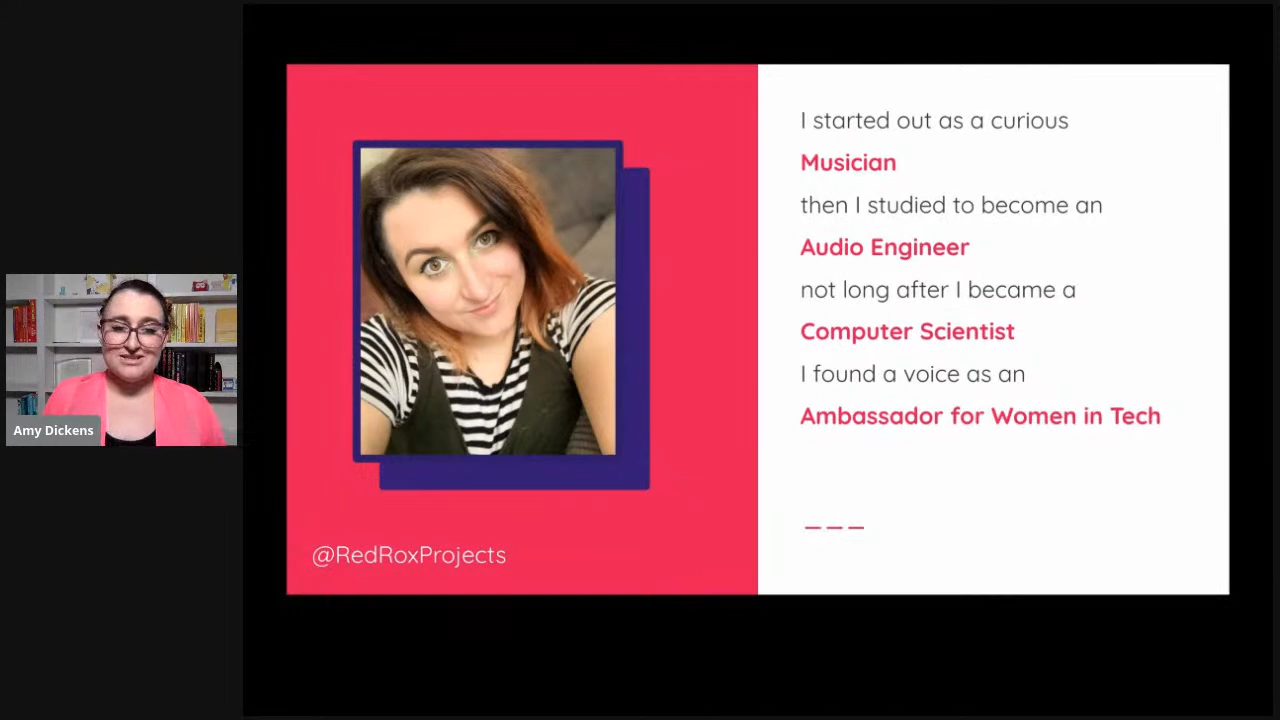 I started out as a curious
Musician
then I studied to become an
Audio Engineer
not long after I became a
Computer Scientist
I found a voice as an
Ambassador for Women in Tech
@RedRoxProjects
Amy Dickens